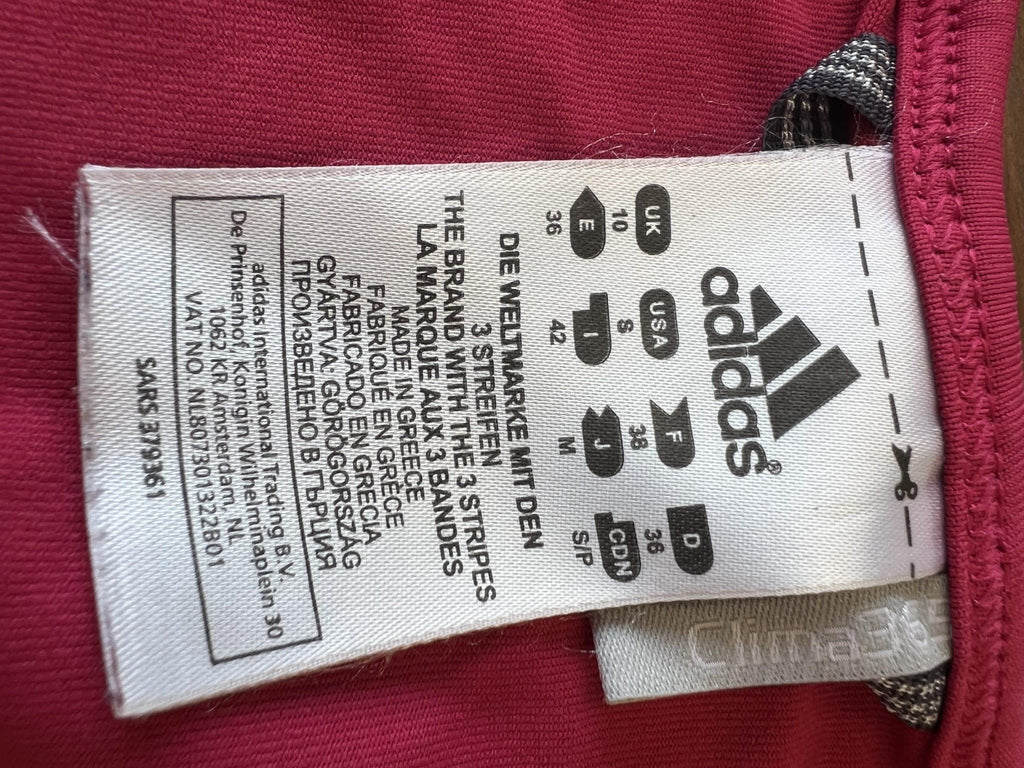 adidas®
UK USA F D
10 S 38 36
E I J CDN
36 42 M S/P
DIE WELTMARKE MIT DEN
3 STREIFEN
THE BRAND WITH THE 3 STRIPES
LA MARQUE AUX 3 BANDES
MADE IN GREECE
FABRIQUÉ EN GRÈCE
FABRICADO EN GRECIA
GYÁRTVA: GÖRÖGORSZÁG
ПРОИЗВЕДЕНО В ГЪРЦИЯ
adidas International Trading B.V.
De Prinsenhof, Konigin Wilhelminaplein 30
1062 KR Amsterdam, NL
VAT NO. NL807301322B01
SARS 379361
Clima365